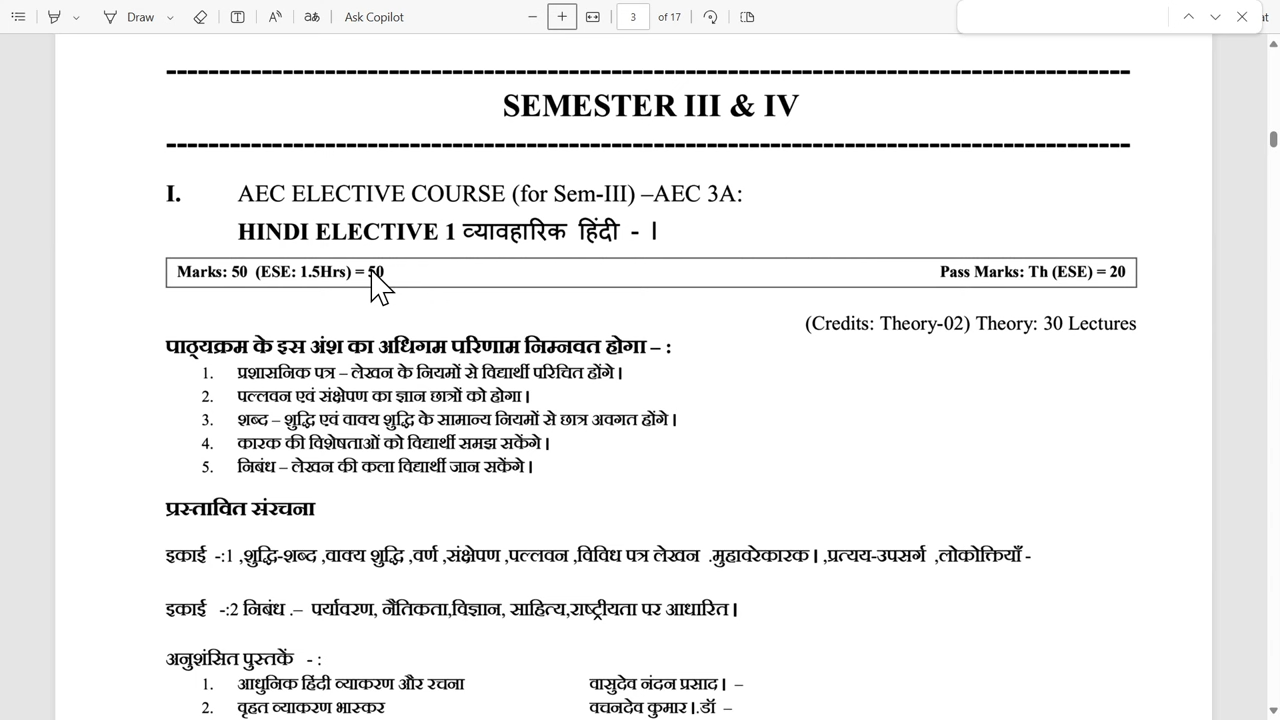 Draw
Ask Copilot
3 of 17
SEMESTER III & IV
I. AEC ELECTIVE COURSE (for Sem-III) –AEC 3A:
HINDI ELECTIVE 1 व्यावहारिक हिंदी - I
Marks: 50 (ESE: 1.5Hrs) = 50 Pass Marks: Th (ESE) = 20
(Credits: Theory-02) Theory: 30 Lectures
पाठ्यक्रम के इस अंश का अधिगम परिणाम निम्नवत होगा – :
1. प्रशासनिक पत्र – लेखन के नियमों से विद्यार्थी परिचित होंगे।
2. पल्लवन एवं संक्षेपण का ज्ञान छात्रों को होगा।
3. शब्द – शुद्धि एवं वाक्य शुद्धि के सामान्य नियमों से छात्र अवगत होंगे।
4. कारक की विशेषताओं को विद्यार्थी समझ सकेंगे।
5. निबंध – लेखन की कला विद्यार्थी जान सकेंगे।
प्रस्तावित संरचना
इकाई -:1 ,शुद्धि-शब्द ,वाक्य शुद्धि ,वर्ण ,संक्षेपण ,पल्लवन ,विविध पत्र लेखन .मुहावरेकारक। ,प्रत्यय-उपसर्ग ,लोकोक्तियाँ -
इकाई -:2 निबंध .– पर्यावरण, नैतिकता,विज्ञान, साहित्य,राष्ट्रीयता पर आधारित।
अनुशंसित पुस्तकें - :
1. आधुनिक हिंदी व्याकरण और रचना वासुदेव नंदन प्रसाद। –
2. वृहत व्याकरण भास्कर वचनदेव कुमार।.डॉ –